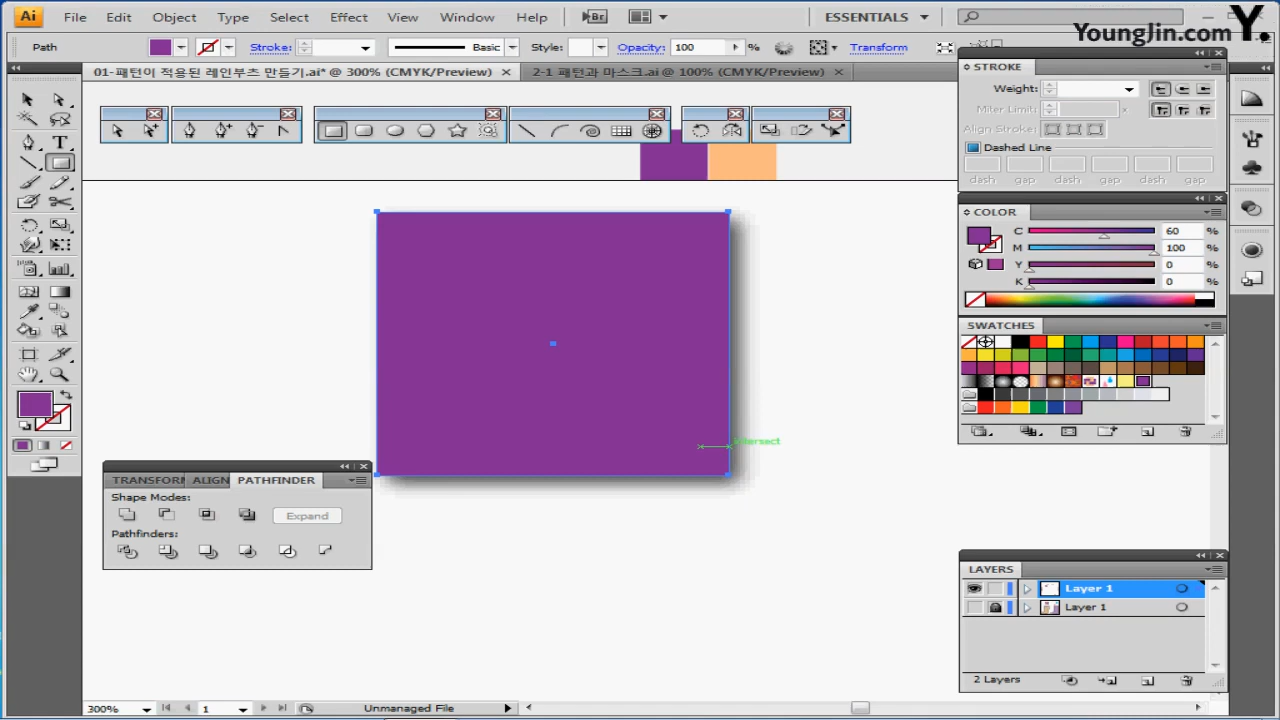 Ai File Edit Object Type Select Effect View Window Help Br ESSENTIALS
Y.
YoungJin.com
Path Stroke: Basic Style: Opacity: 100 % Transform
01-패턴이 적용된 레인부츠 만들기.ai* @ 300% (CMYK/Preview) × 2-1 패턴과 마스크.ai @ 100% (CMYK/Preview) ×
STROKE
Weight:
Miter Limit: x
Align Stroke:
Dashed Line
dash gap dash gap dash gap
COLOR
C 60 %
M 100 %
Y 0 %
K 0 %
SWATCHES
intersect
TRANSFORM ALIGN PATHFINDER
Shape Modes:
Expand
Pathfinders:
LAYERS
Layer 1
Layer 1
2 Layers
300% 1 Unmanaged File